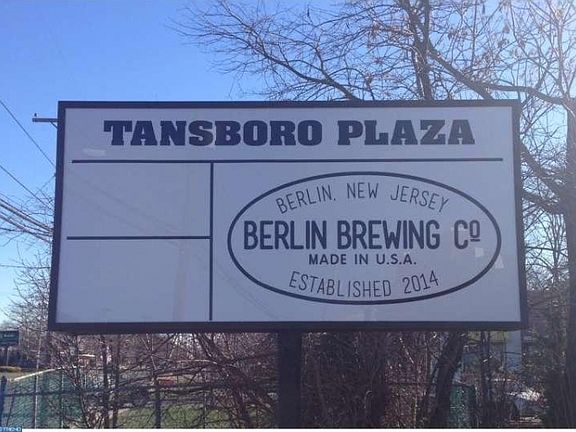 TANSBORO PLAZA
BERLIN, NEW JERSEY
BERLIN BREWING CO
MADE IN U.S.A.
ESTABLISHED 2014